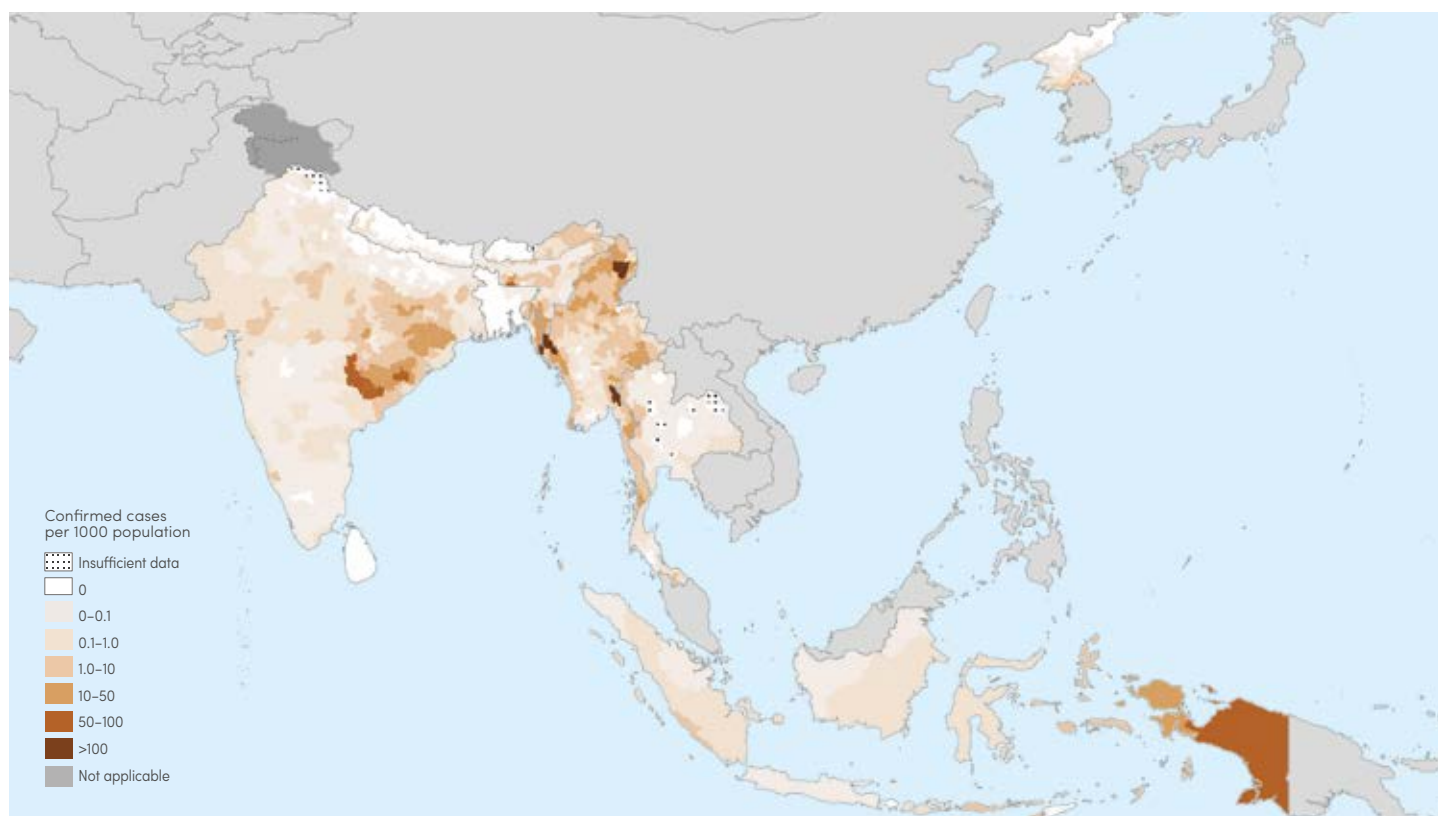 Confirmed cases
per 1000 population
Insufficient data
0
0–0.1
0.1–1.0
1.0–10
10–50
50–100
>100
Not applicable